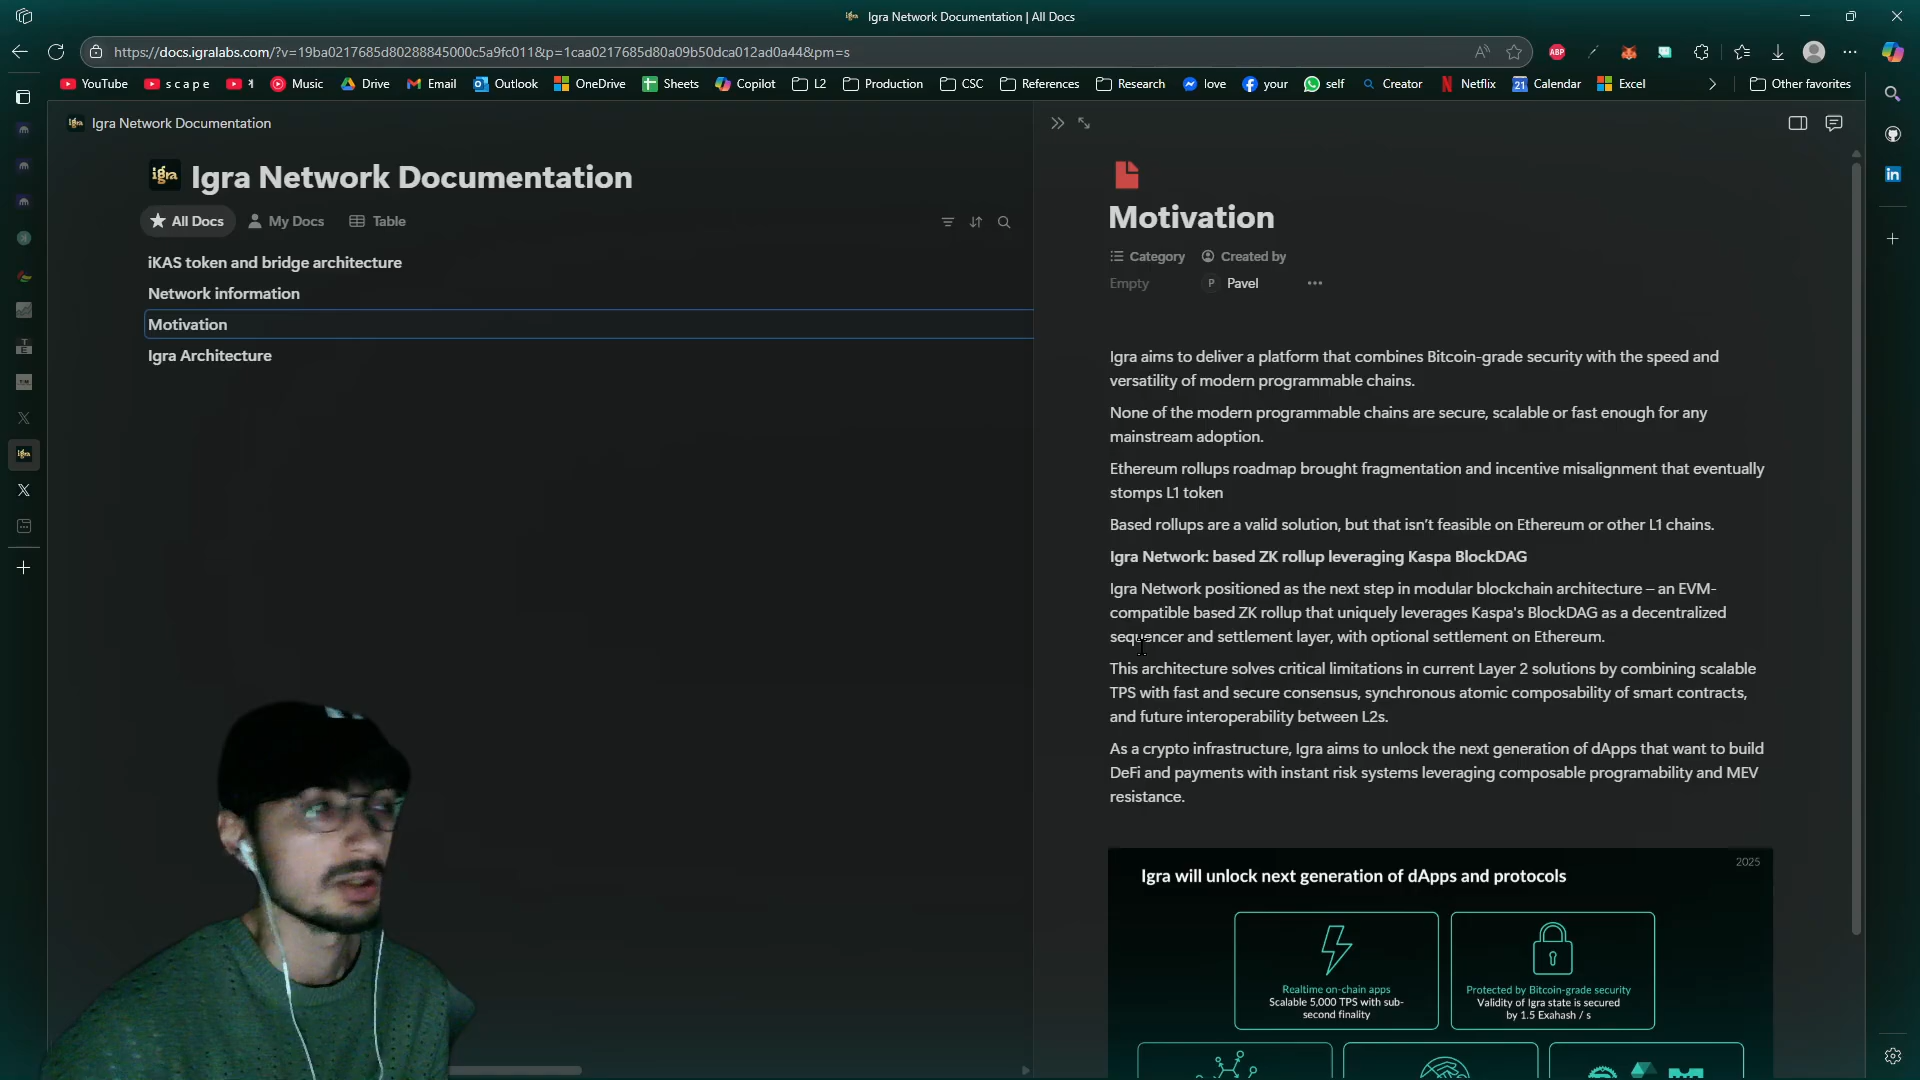 Igra Network Documentation | All Docs
https://docs.igralabs.com/?v=19ba0217685d80288845000c5a9fc011&p=1caa0217685d80a09b50dca012ad0a44&pm=s
ABP
YouTube
s c a p e
Music
Drive
Email
Outlook
OneDrive
Sheets
Copilot
L2
Production
CSC
References
Research
love
your
self
Creator
Netflix
21 Calendar
Excel
Other favorites
igra Igra Network Documentation
igra Igra Network Documentation
All Docs
My Docs
Table
iKAS token and bridge architecture
Network information
Motivation
Igra Architecture
Motivation
Category
Created by
Empty
P Pavel
Igra aims to deliver a platform that combines Bitcoin-grade security with the speed and
versatility of modern programmable chains.
None of the modern programmable chains are secure, scalable or fast enough for any
mainstream adoption.
Ethereum rollups roadmap brought fragmentation and incentive misalignment that eventually
stomps L1 token
Based rollups are a valid solution, but that isn't feasible on Ethereum or other L1 chains.
Igra Network: based ZK rollup leveraging Kaspa BlockDAG
Igra Network positioned as the next step in modular blockchain architecture – an EVM-
compatible based ZK rollup that uniquely leverages Kaspa's BlockDAG as a decentralized
sequencer and settlement layer, with optional settlement on Ethereum.
This architecture solves critical limitations in current Layer 2 solutions by combining scalable
TPS with fast and secure consensus, synchronous atomic composability of smart contracts,
and future interoperability between L2s.
As a crypto infrastructure, Igra aims to unlock the next generation of dApps that want to build
DeFi and payments with instant risk systems leveraging composable programability and MEV
resistance.
2025
Igra will unlock next generation of dApps and protocols
Realtime on-chain apps
Scalable 5,000 TPS with sub-
second finality
Protected by Bitcoin-grade security
Validity of Igra state is secured
by 1.5 Exahash / s